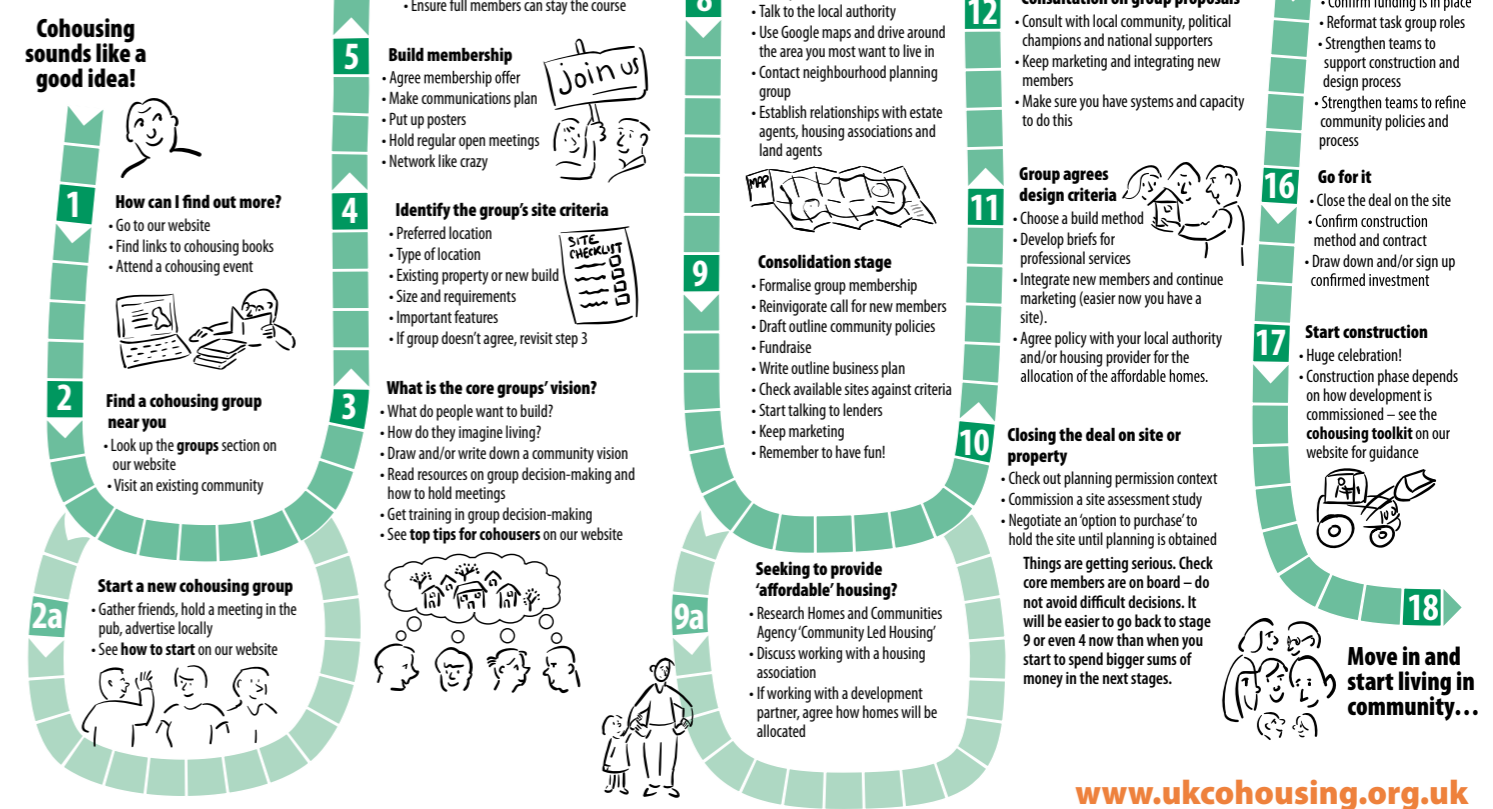 Cohousing
sounds like a
good idea!
1
How can I find out more?
• Go to our website
• Find links to cohousing books
• Attend a cohousing event
2
Find a cohousing group
near you
• Look up the groups section on
our website
• Visit an existing community
2a
Start a new cohousing group
• Gather friends, hold a meeting in the
pub, advertise locally
• See how to start on our website
3
What is the core groups' vision?
• What do people want to build?
• How do they imagine living?
• Draw and/or write down a community vision
• Read resources on group decision-making and
how to hold meetings
• Get training in group decision-making
• See top tips for cohousers on our website
4
Identify the group's site criteria
• Preferred location
• Type of location
• Existing property or new build
• Size and requirements
• Important features
• If group doesn't agree, revisit step 3
SITE
CHECKLIST
5
Build membership
• Agree membership offer
• Make communications plan
• Put up posters
• Hold regular open meetings
• Network like crazy
join us
• Ensure full members can stay the course
8
• Talk to the local authority
• Use Google maps and drive around
the area you most want to live in
• Contact neighbourhood planning
group
• Establish relationships with estate
agents, housing associations and
land agents
MAP
9
Consolidation stage
• Formalise group membership
• Reinvigorate call for new members
• Draft outline community policies
• Fundraise
• Write outline business plan
• Check available sites against criteria
• Start talking to lenders
• Keep marketing
• Remember to have fun!
9a
Seeking to provide
'affordable' housing?
• Research Homes and Communities
Agency 'Community Led Housing'
• Discuss working with a housing
association
• If working with a development
partner, agree how homes will be
allocated
10
Closing the deal on site or
property
• Check out planning permission context
• Commission a site assessment study
• Negotiate an 'option to purchase' to
hold the site until planning is obtained
Things are getting serious. Check
core members are on board – do
not avoid difficult decisions. It
will be easier to go back to stage
9 or even 4 now than when you
start to spend bigger sums of
money in the next stages.
11
Group agrees
design criteria
• Choose a build method
• Develop briefs for
professional services
• Integrate new members and continue
marketing (easier now you have a
site).
• Agree policy with your local authority
and/or housing provider for the
allocation of the affordable homes.
12
Consultation on group proposals
• Consult with local community, political
champions and national supporters
• Keep marketing and integrating new
members
• Make sure you have systems and capacity
to do this
• Confirm funding is in place
• Reformat task group roles
• Strengthen teams to
support construction and
design process
• Strengthen teams to refine
community policies and
process
16
Go for it
• Close the deal on the site
• Confirm construction
method and contract
• Draw down and/or sign up
confirmed investment
17
Start construction
• Huge celebration!
• Construction phase depends
on how development is
commissioned – see the
cohousing toolkit on our
website for guidance
18
Move in and
start living in
community…
www.ukcohousing.org.uk